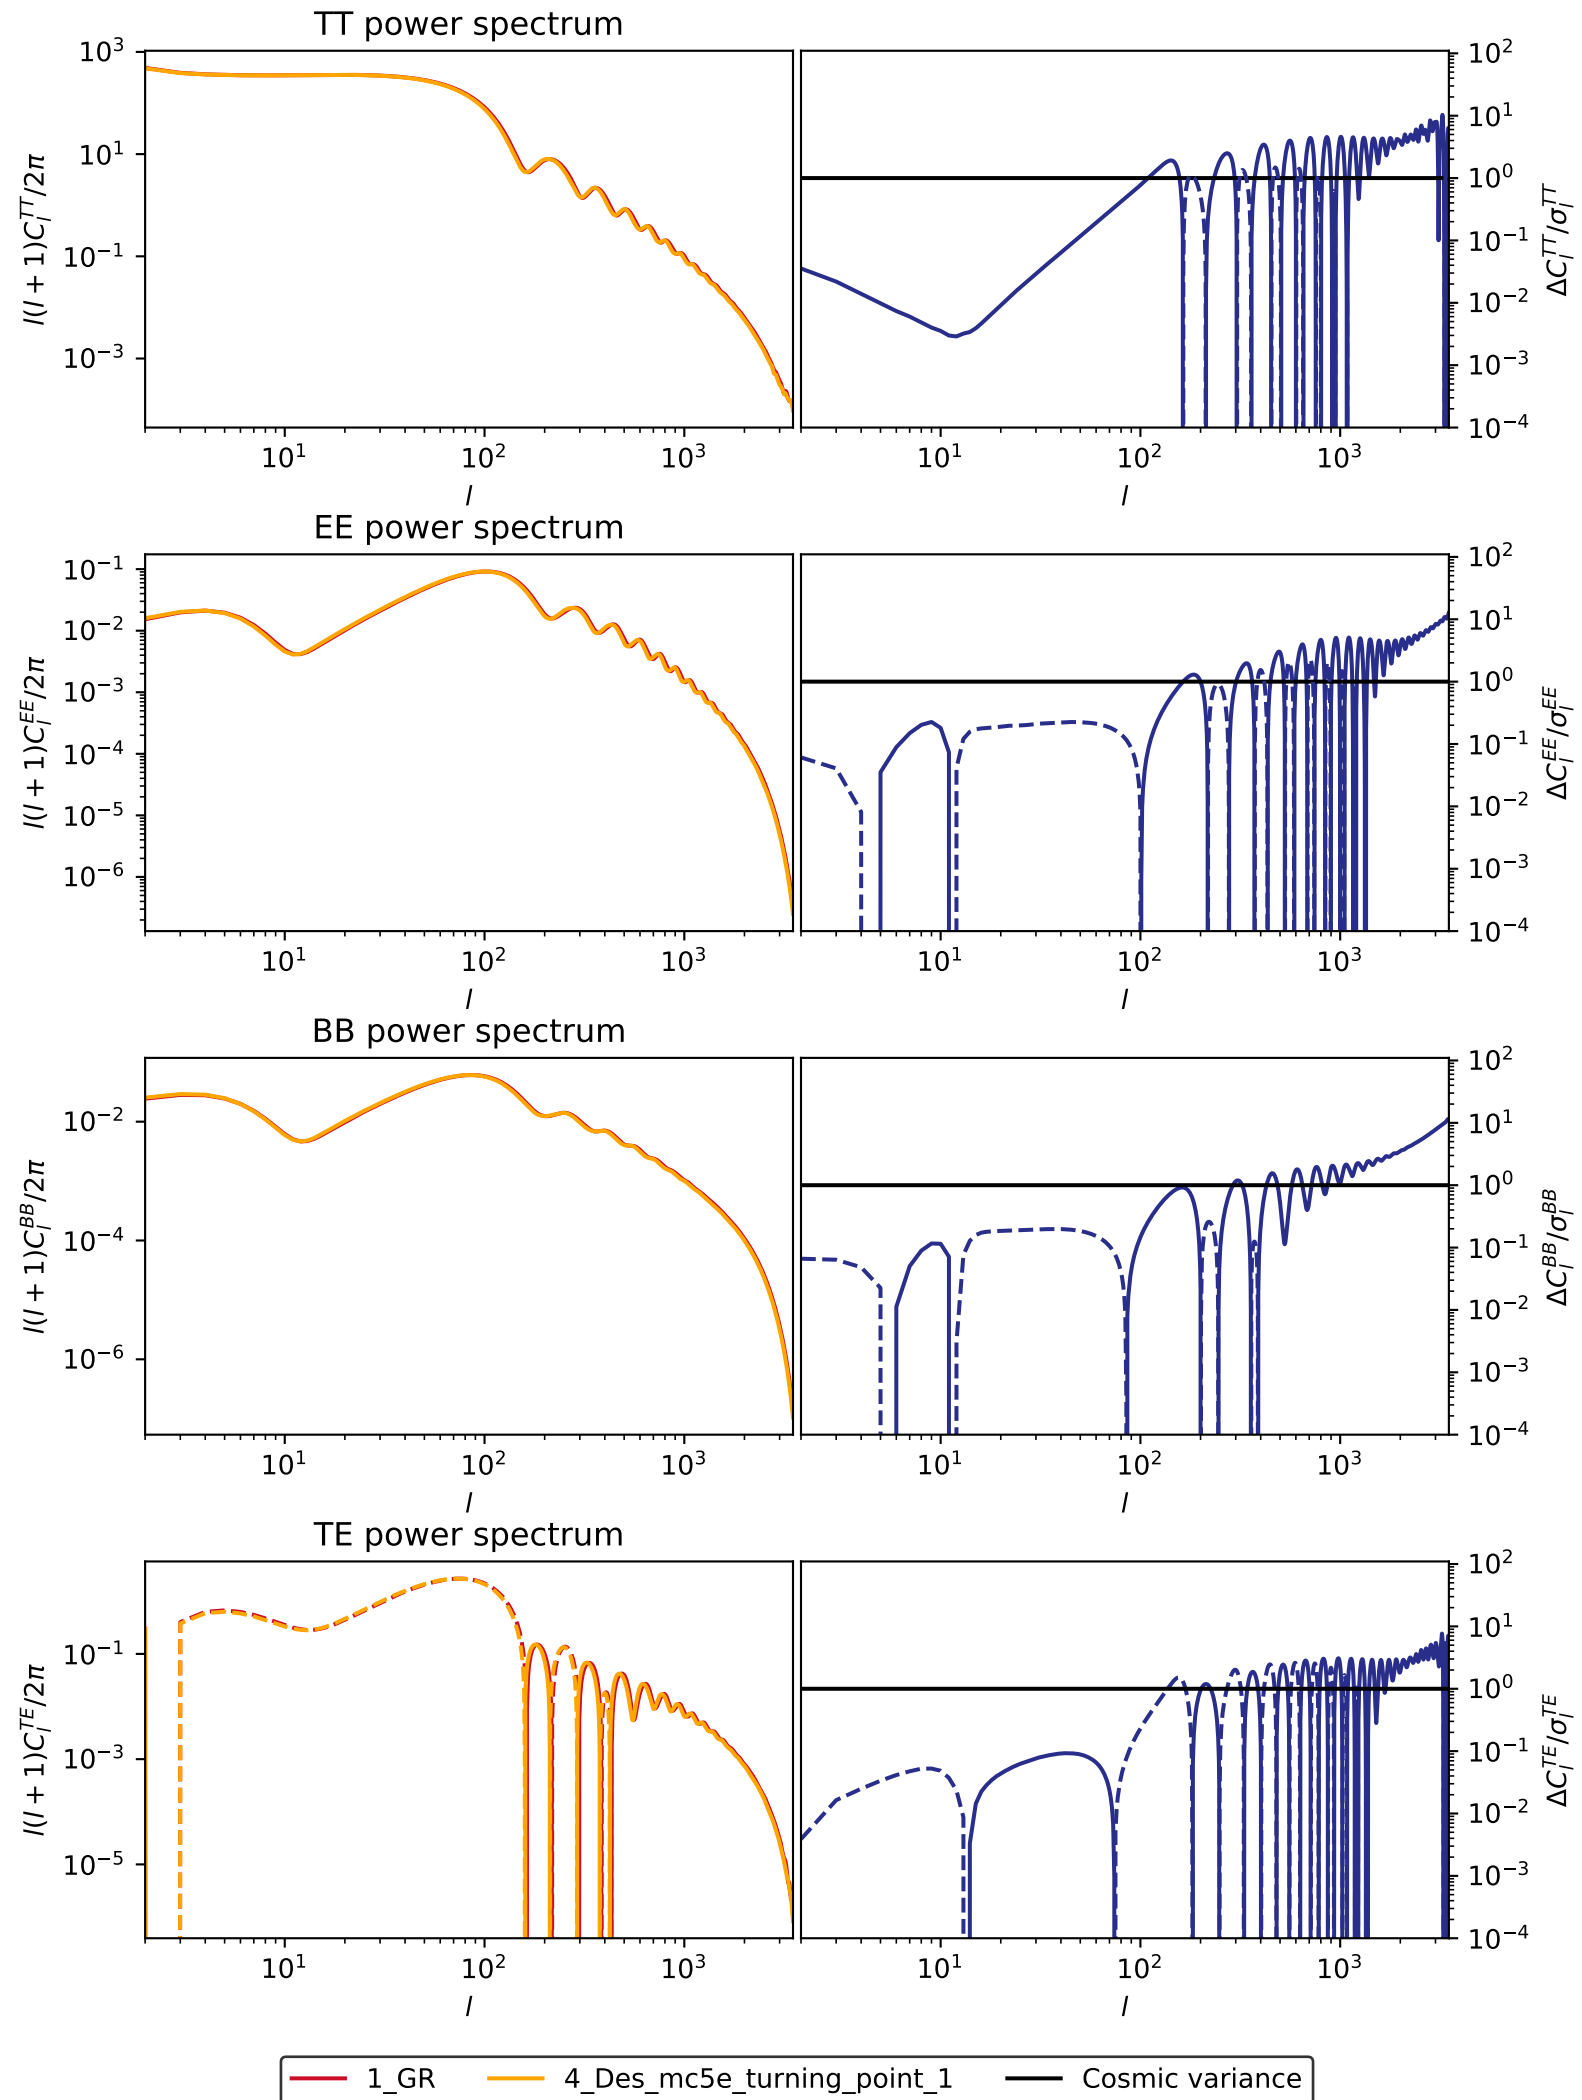 TT power spectrum
l(l + 1)C_l^{TT}/2π
10^3
10^1
10^{-1}
10^{-3}
10^1 10^2 10^3
l
10^1 10^2 10^3
l
10^2
10^1
10^0
10^{-1}
10^{-2}
10^{-3}
10^{-4}
ΔC_l^{TT}/σ_l^{TT}
EE power spectrum
l(l + 1)C_l^{EE}/2π
10^{-1}
10^{-2}
10^{-3}
10^{-4}
10^{-5}
10^{-6}
10^1 10^2 10^3
l
10^1 10^2 10^3
l
10^2
10^1
10^0
10^{-1}
10^{-2}
10^{-3}
10^{-4}
ΔC_l^{EE}/σ_l^{EE}
BB power spectrum
l(l + 1)C_l^{BB}/2π
10^{-2}
10^{-4}
10^{-6}
10^1 10^2 10^3
l
10^1 10^2 10^3
l
10^2
10^1
10^0
10^{-1}
10^{-2}
10^{-3}
10^{-4}
ΔC_l^{BB}/σ_l^{BB}
TE power spectrum
l(l + 1)C_l^{TE}/2π
10^{-1}
10^{-3}
10^{-5}
10^1 10^2 10^3
l
10^1 10^2 10^3
l
10^2
10^1
10^0
10^{-1}
10^{-2}
10^{-3}
10^{-4}
ΔC_l^{TE}/σ_l^{TE}
1_GR 4_Des_mc5e_turning_point_1 Cosmic variance